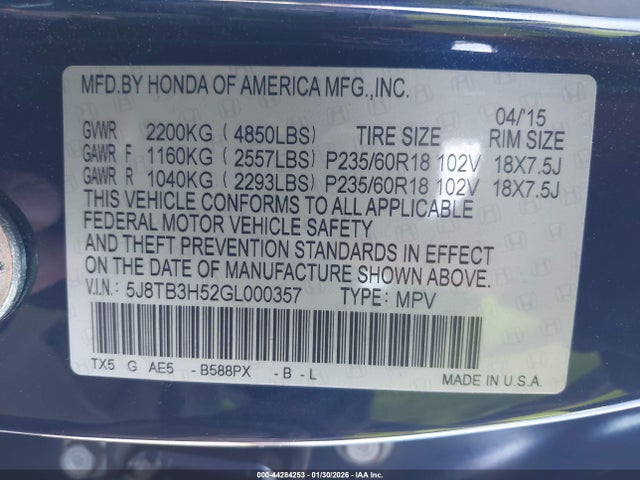 MFD.BY HONDA OF AMERICA MFG.,INC.
04/'15
GVWR 2200KG (4850LBS) TIRE SIZE RIM SIZE
GAWR F 1160KG (2557LBS) P235/60R18 102V 18X7.5J
GAWR R 1040KG (2293LBS) P235/60R18 102V 18X7.5J
THIS VEHICLE CONFORMS TO ALL APPLICABLE
FEDERAL MOTOR VEHICLE SAFETY
AND THEFT PREVENTION STANDARDS IN EFFECT
ON THE DATE OF MANUFACTURE SHOWN ABOVE.
V.I.N.: 5J8TB3H52GL000357 TYPE: MPV
TX5 G AE5 -B588PX -B-L
MADE IN U.S.A.
000-44284253 - 01/30/2026 - IAA